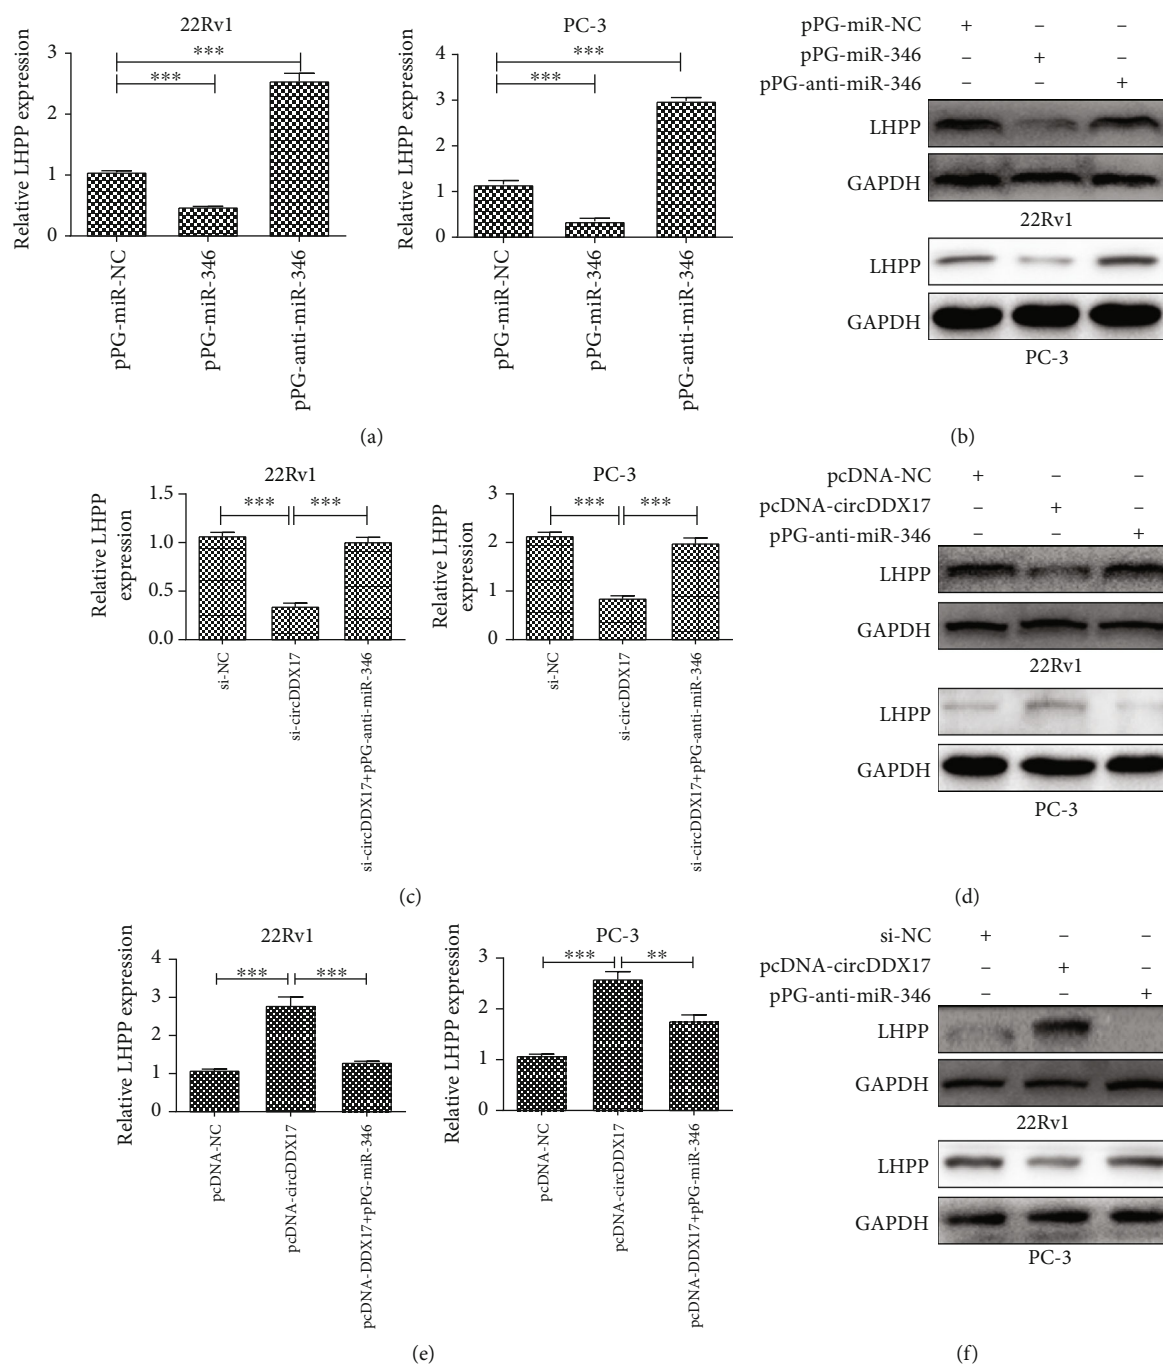 22Rv1
Relative LHPP expression
3
2
1
0
***
***
pPG-miR-NC
pPG-miR-346
pPG-anti-miR-346
PC-3
Relative LHPP expression
4
3
2
1
0
***
***
pPG-miR-NC
pPG-miR-346
pPG-anti-miR-346
(a)
pPG-miR-NC + – –
pPG-miR-346 – + –
pPG-anti-miR-346 – – +
LHPP
GAPDH
22Rv1
LHPP
GAPDH
PC-3
(b)
22Rv1
Relative LHPP
expression
1.5
1.0
0.5
0.0
*** ***
si-NC
si-circDDX17
si-circDDX17+pPG-anti-miR-346
PC-3
Relative LHPP
expression
3
2
1
0
2
*** ***
si-NC
si-circDDX17
si-circDDX17+pPG-anti-miR-346
(c)
pcDNA-NC + – –
pcDNA-circDDX17 – + –
pPG-anti-miR-346 – – +
LHPP
GAPDH
22Rv1
LHPP
GAPDH
PC-3
(d)
22Rv1
Relative LHPP expression
4
3
2
1
0
*** ***
pcDNA-NC
pcDNA-circDDX17
pcDNA-DDX17+pPG-miR-346
PC-3
Relative LHPP expression
3
2
1
0
*** **
pcDNA-NC
pcDNA-circDDX17
pcDNA-DDX17+pPG-miR-346
(e)
si-NC + – –
pcDNA-circDDX17 – + –
pPG-anti-miR-346 – – +
LHPP
GAPDH
22Rv1
LHPP
GAPDH
PC-3
(f)